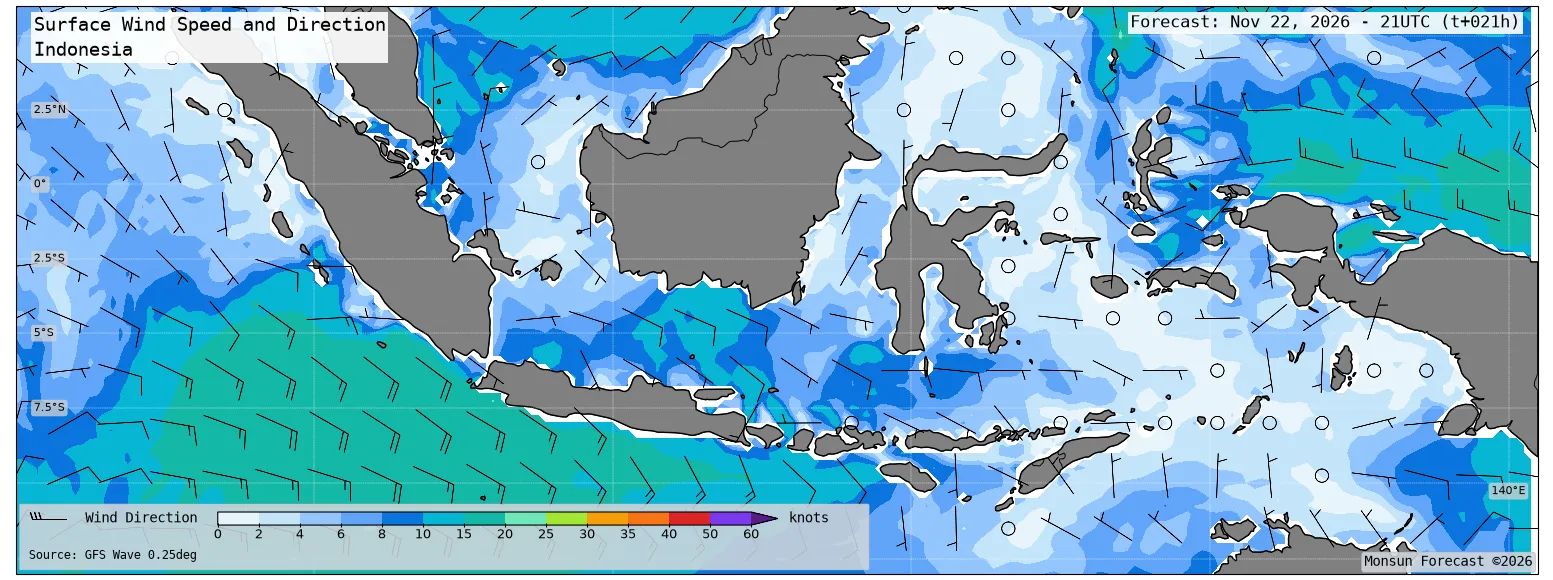 Surface Wind Speed and Direction
Indonesia
Forecast: Nov 22, 2026 - 21UTC (t+021h)
2.5°N
0°
2.5°S
5°S
7.5°S
140°E
Wind Direction
0 2 4 6 8 10 15 20 25 30 35 40 50 60
knots
Source: GFS Wave 0.25deg
Monsun Forecast ©2026